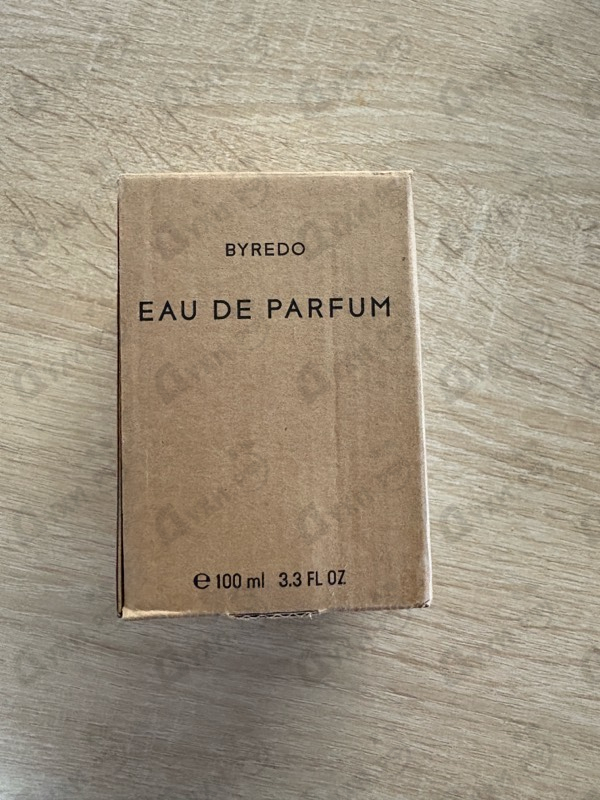 BYREDO
EAU DE PARFUM
℮ 100 ml 3.3 FL OZ